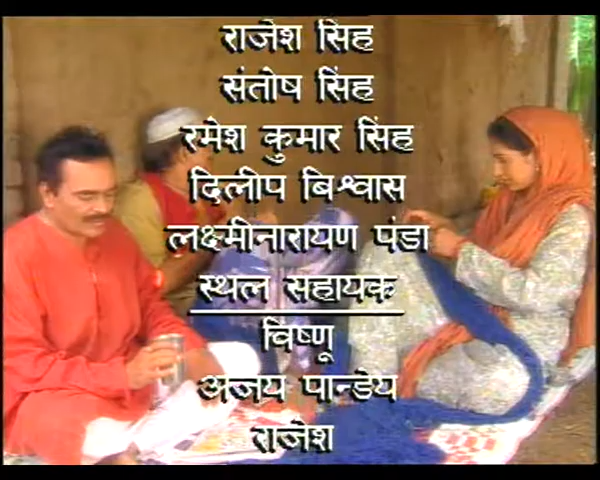 राजेश सिंह
संतोष सिंह
रमेश कुमार सिंह
दिलीप बिश्वास
लक्ष्मीनारायण पंडा
स्थल सहायक
विष्णू
अजय पान्डेय
राजेश